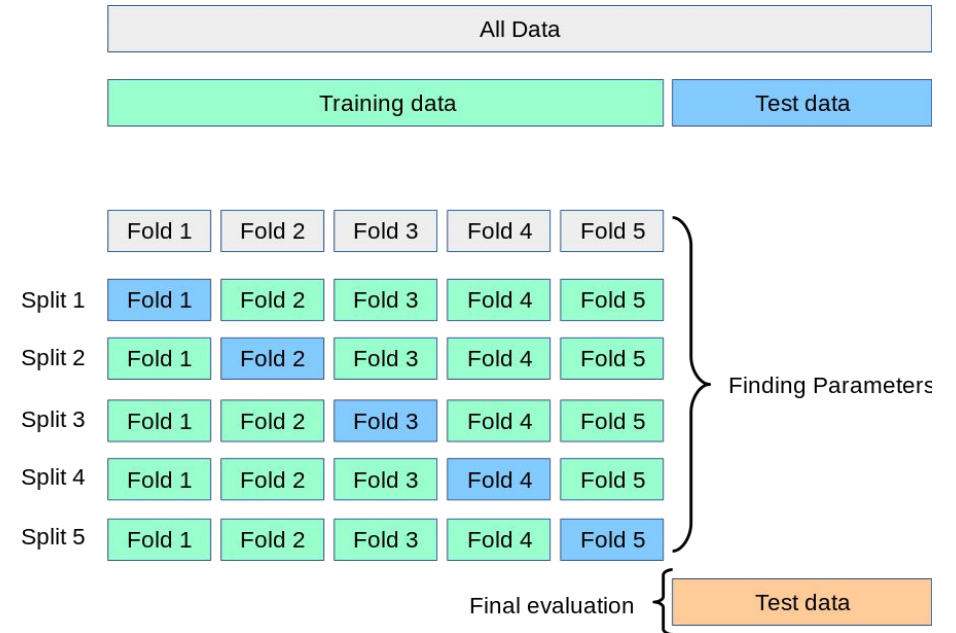 All Data
Training data Test data
Fold 1 Fold 2 Fold 3 Fold 4 Fold 5
Split 1 Fold 1 Fold 2 Fold 3 Fold 4 Fold 5
Split 2 Fold 1 Fold 2 Fold 3 Fold 4 Fold 5
Finding Parameters
Split 3 Fold 1 Fold 2 Fold 3 Fold 4 Fold 5
Split 4 Fold 1 Fold 2 Fold 3 Fold 4 Fold 5
Split 5 Fold 1 Fold 2 Fold 3 Fold 4 Fold 5
Final evaluation Test data